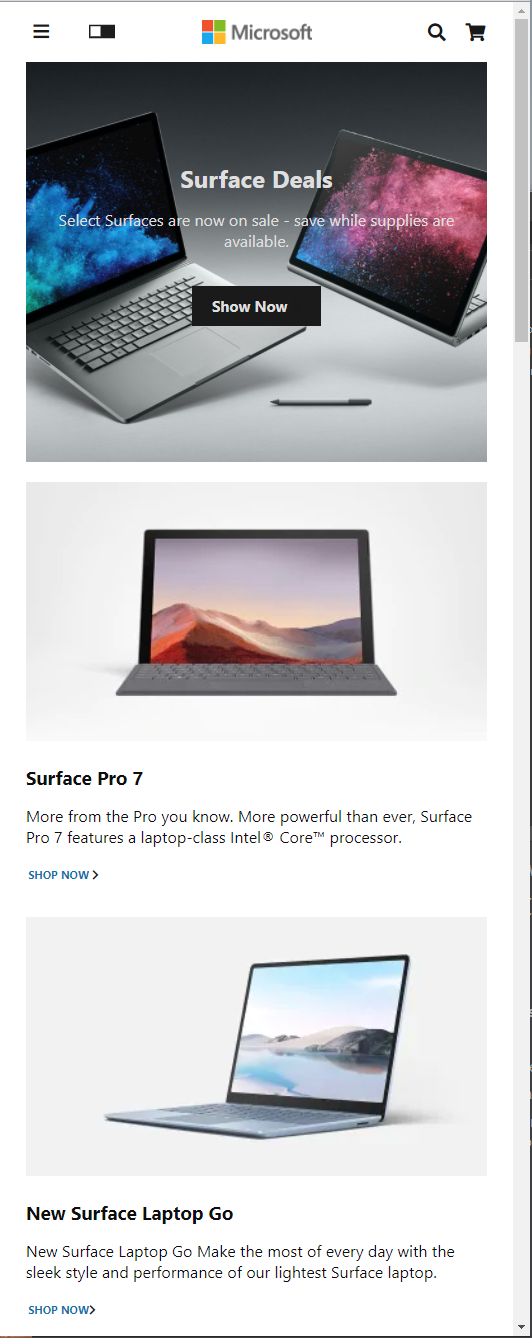 Microsoft
Surface Deals
Select Surfaces are now on sale - save while supplies are
available.
Show Now
Surface Pro 7
More from the Pro you know. More powerful than ever, Surface
Pro 7 features a laptop-class Intel® Core™ processor.
SHOP NOW
New Surface Laptop Go
New Surface Laptop Go Make the most of every day with the
sleek style and performance of our lightest Surface laptop.
SHOP NOW